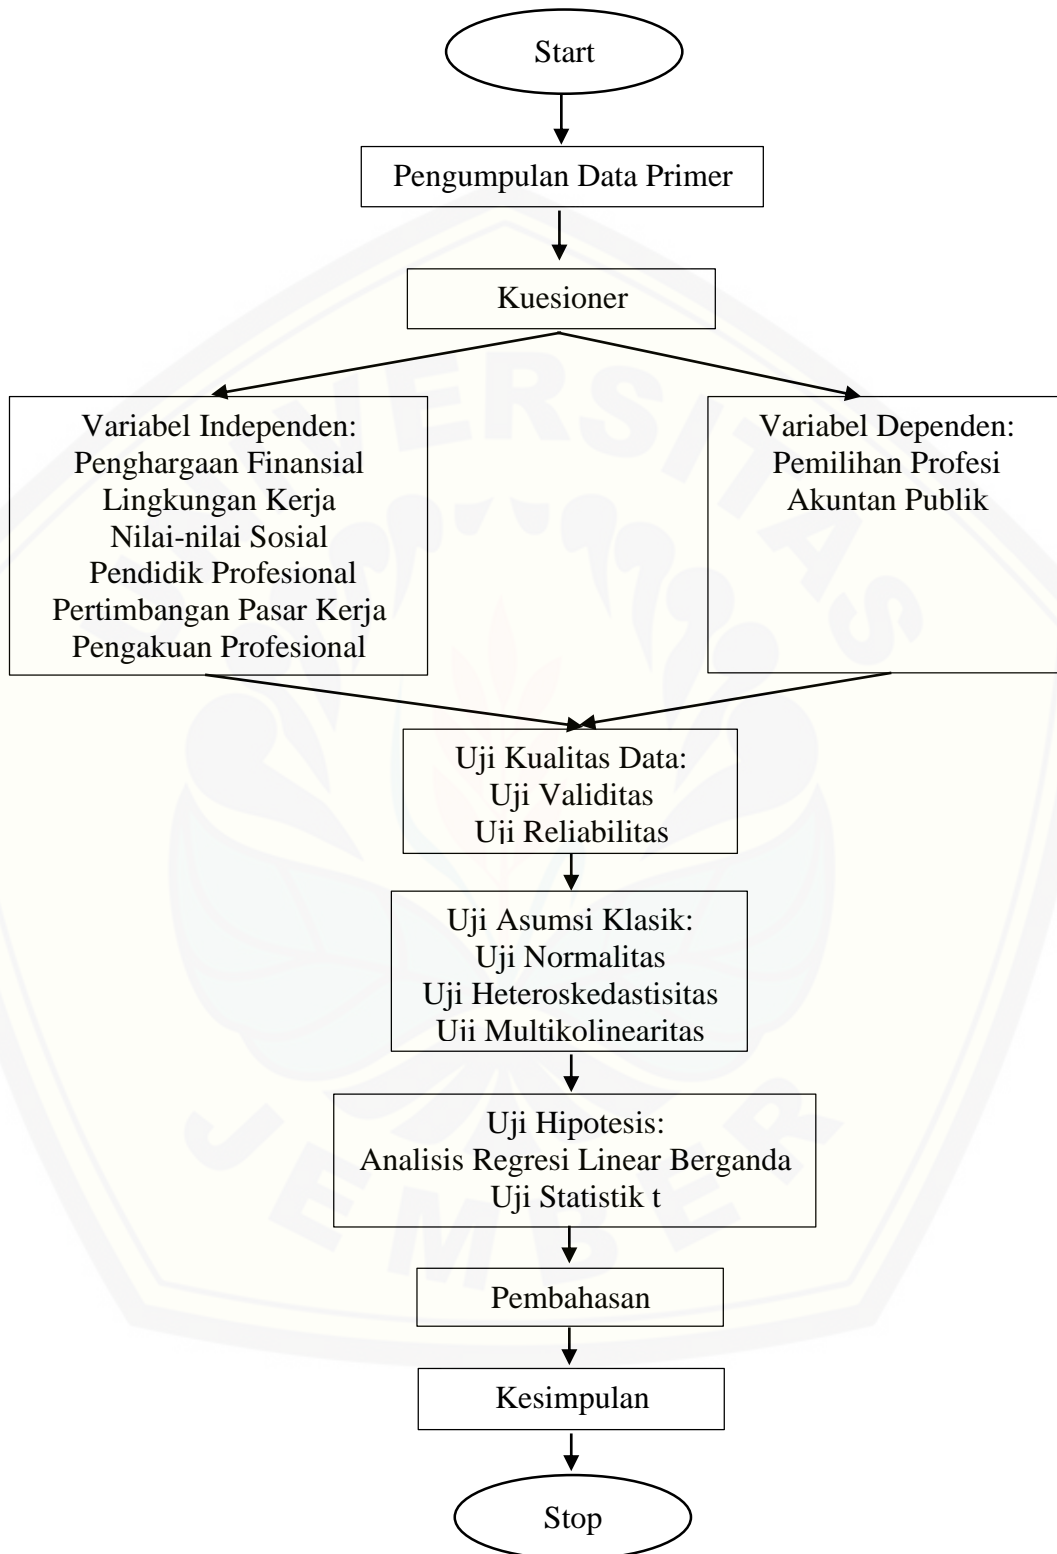 Start
Pengumpulan Data Primer
Kuesioner
Variabel Independen:
Penghargaan Finansial
Lingkungan Kerja
Nilai-nilai Sosial
Pendidik Profesional
Pertimbangan Pasar Kerja
Pengakuan Profesional
Variabel Dependen:
Pemilihan Profesi
Akuntan Publik
Uji Kualitas Data:
Uji Validitas
Uji Reliabilitas
Uji Asumsi Klasik:
Uji Normalitas
Uji Heteroskedastisitas
Uji Multikolinearitas
Uji Hipotesis:
Analisis Regresi Linear Berganda
Uji Statistik t
Pembahasan
Kesimpulan
Stop
UNIVERSITAS
JEMBER